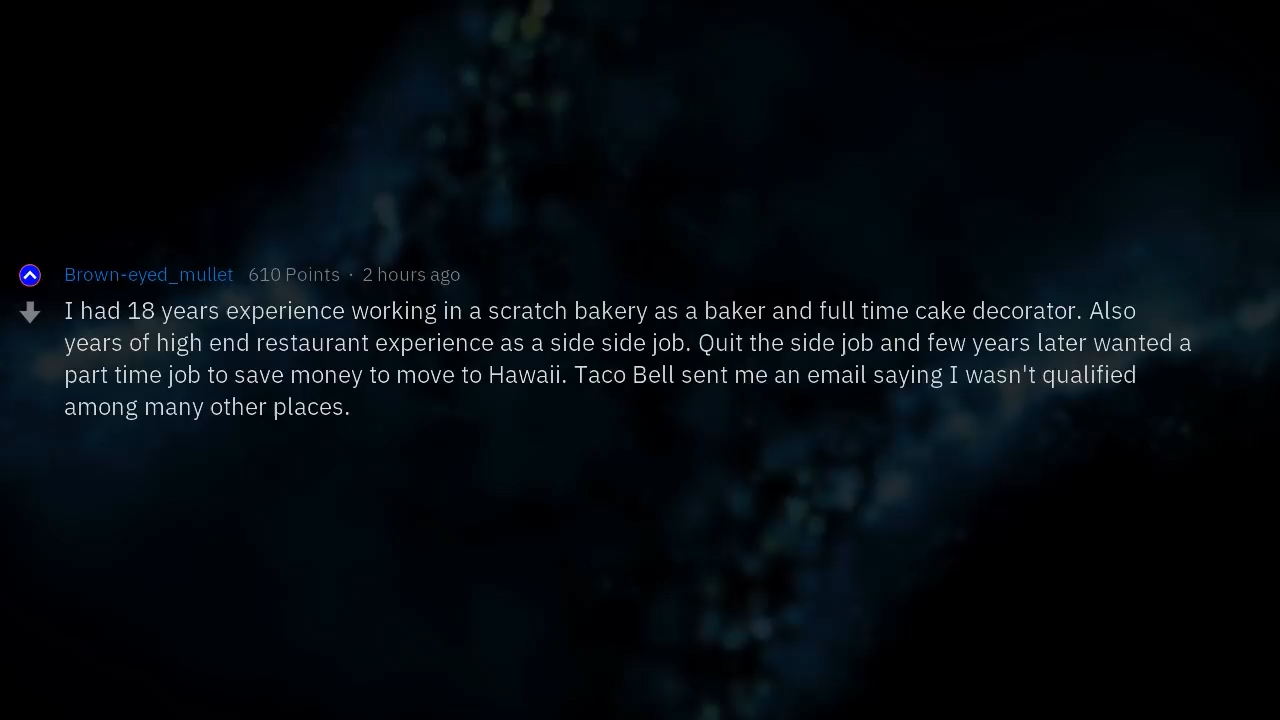 Brown-eyed_mullet 610 Points · 2 hours ago
I had 18 years experience working in a scratch bakery as a baker and full time cake decorator. Also
years of high end restaurant experience as a side side job. Quit the side job and few years later wanted a
part time job to save money to move to Hawaii. Taco Bell sent me an email saying I wasn't qualified
among many other places.